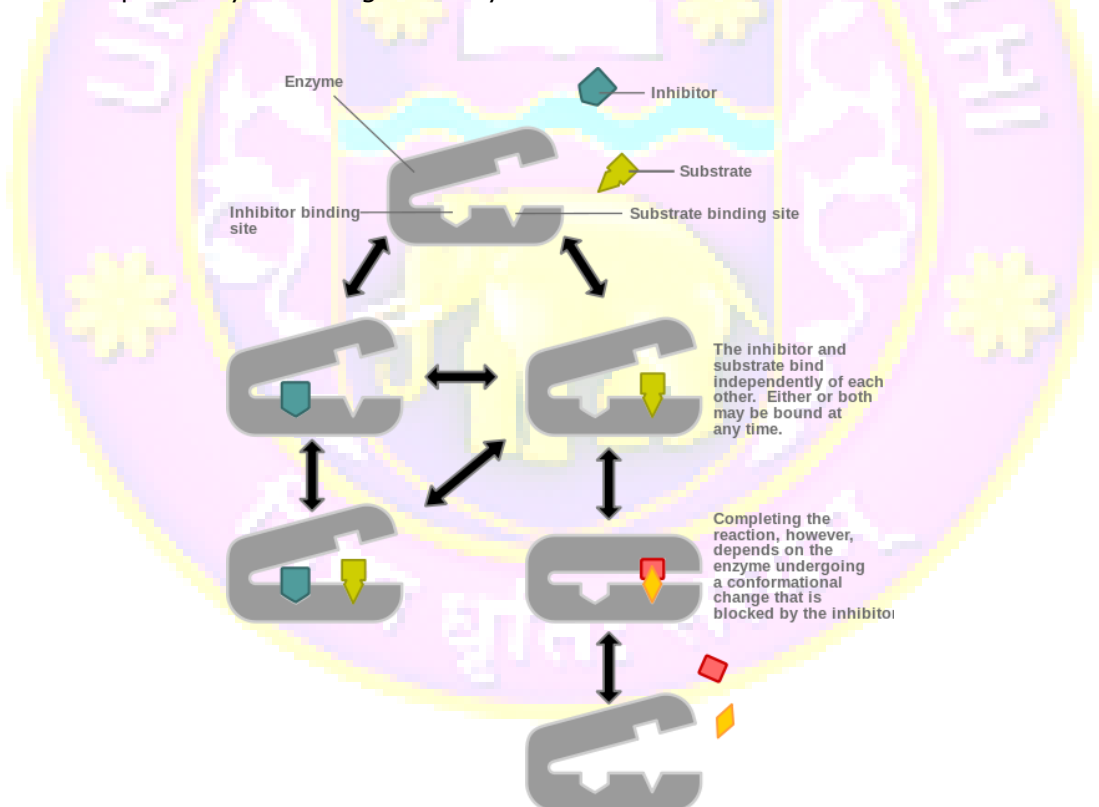 Enzyme
Inhibitor
Substrate
Inhibitor binding
site
Substrate binding site
The inhibitor and
substrate bind
independently of each
other. Either or both
may be bound at
any time.
Completing the
reaction, however,
depends on the
enzyme undergoing
a conformational
change that is
blocked by the inhibitor